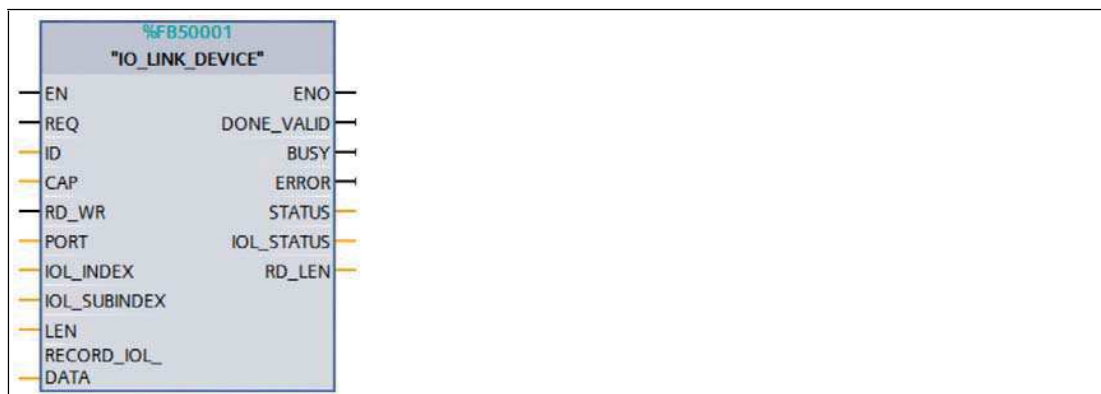 %FB50001
"IO_LINK_DEVICE"
EN ENO
REQ DONE_VALID
ID BUSY
CAP ERROR
RD_WR STATUS
PORT IOL_STATUS
IOL_INDEX RD_LEN
IOL_SUBINDEX
LEN
RECORD_IOL_
DATA